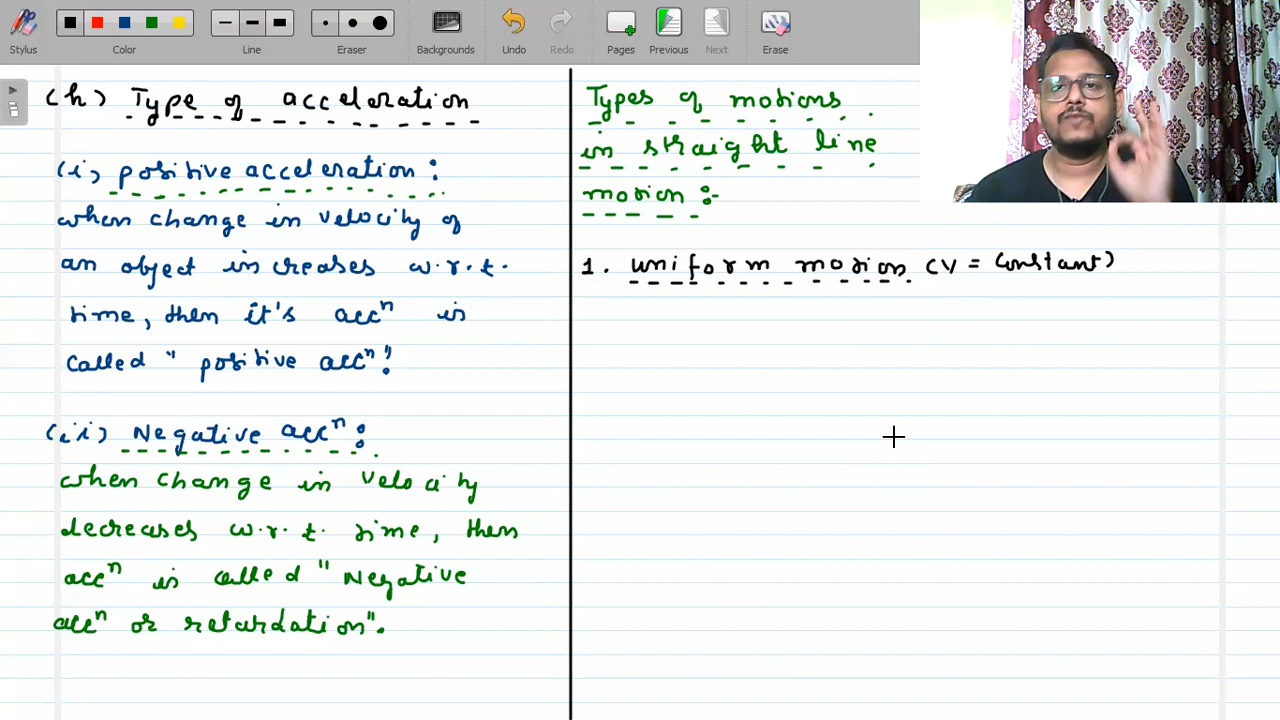 Stylus
Color
Line
Eraser
Backgrounds
Undo
Redo
Pages
Previous
Next
Erase
(h) Type of acceleration
(i) positive acceleration :
when change in velocity of
an object increases w.r.t.
time, then it's accⁿ is
called " positive accⁿ".
(ii) Negative accⁿ :
when change in velocity
decreases w.r.t. time, then
accⁿ is called " Negative
accⁿ or retardation".
Types of motions
in straight line
motion :-
1. uniform motion (v = constant)